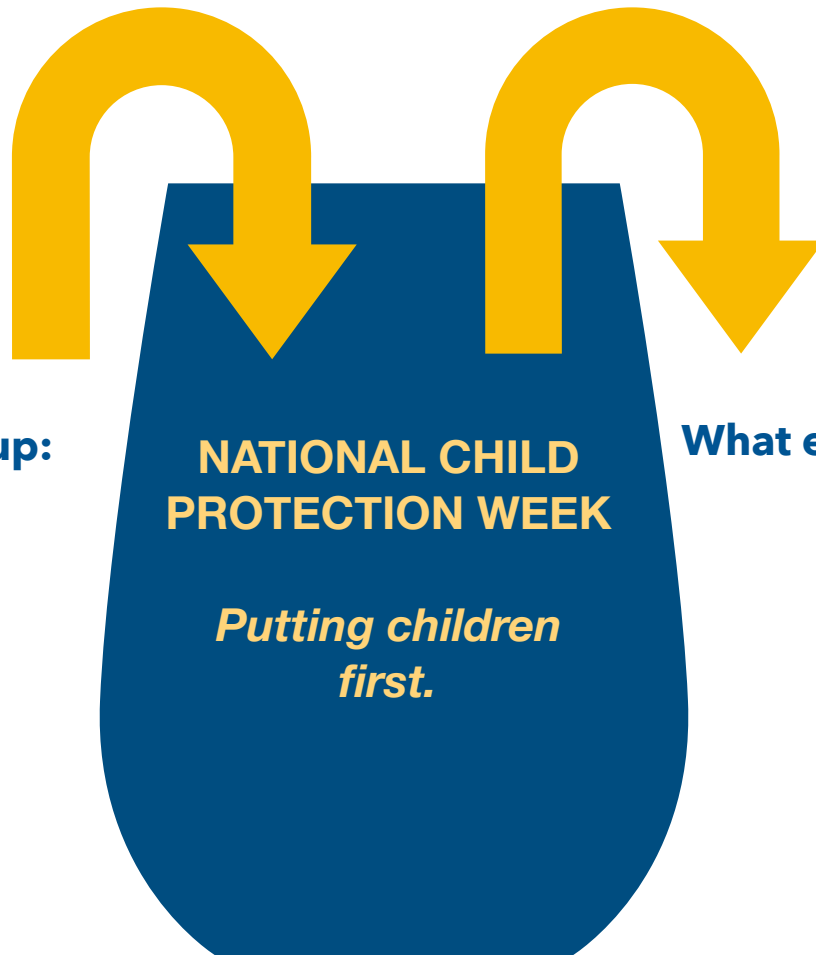 up:
What e
NATIONAL CHILD
PROTECTION WEEK
Putting children
first.